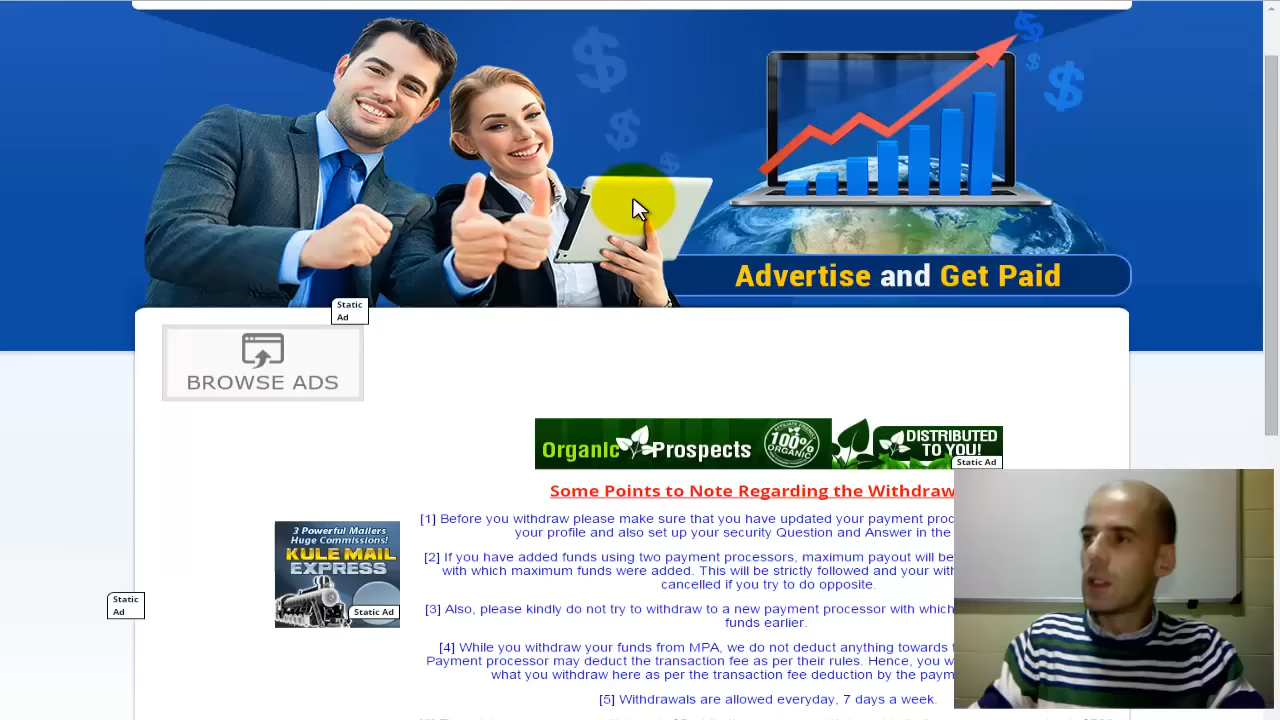 Advertise and Get Paid
Static
Ad
BROWSE ADS
Organic Prospects
100%
ORGANIC
DISTRIBUTED
TO YOU!
Static Ad
Some Points to Note Regarding the Withdraw
[1] Before you withdraw please make sure that you have updated your payment
your profile and also set up your security Question and Answer in the
3 Powerful Mailers
Huge Commissions!
KULE MAIL
EXPRESS
Static Ad
[2] If you have added funds using two payment processors, maximum payout will be
with which maximum funds were added. This will be strictly followed and your
cancelled if you try to do opposite.
Static
Ad
[3] Also, please kindly do not try to withdraw to a new payment processor with which
funds earlier.
[4] While you withdraw your funds from MPA, we do not deduct anything towards
Payment processor may deduct the transaction fee as per their rules. Hence, you
what you withdraw here as per the transaction fee deduction by the
[5] Withdrawals are allowed everyday, 7 days a week.